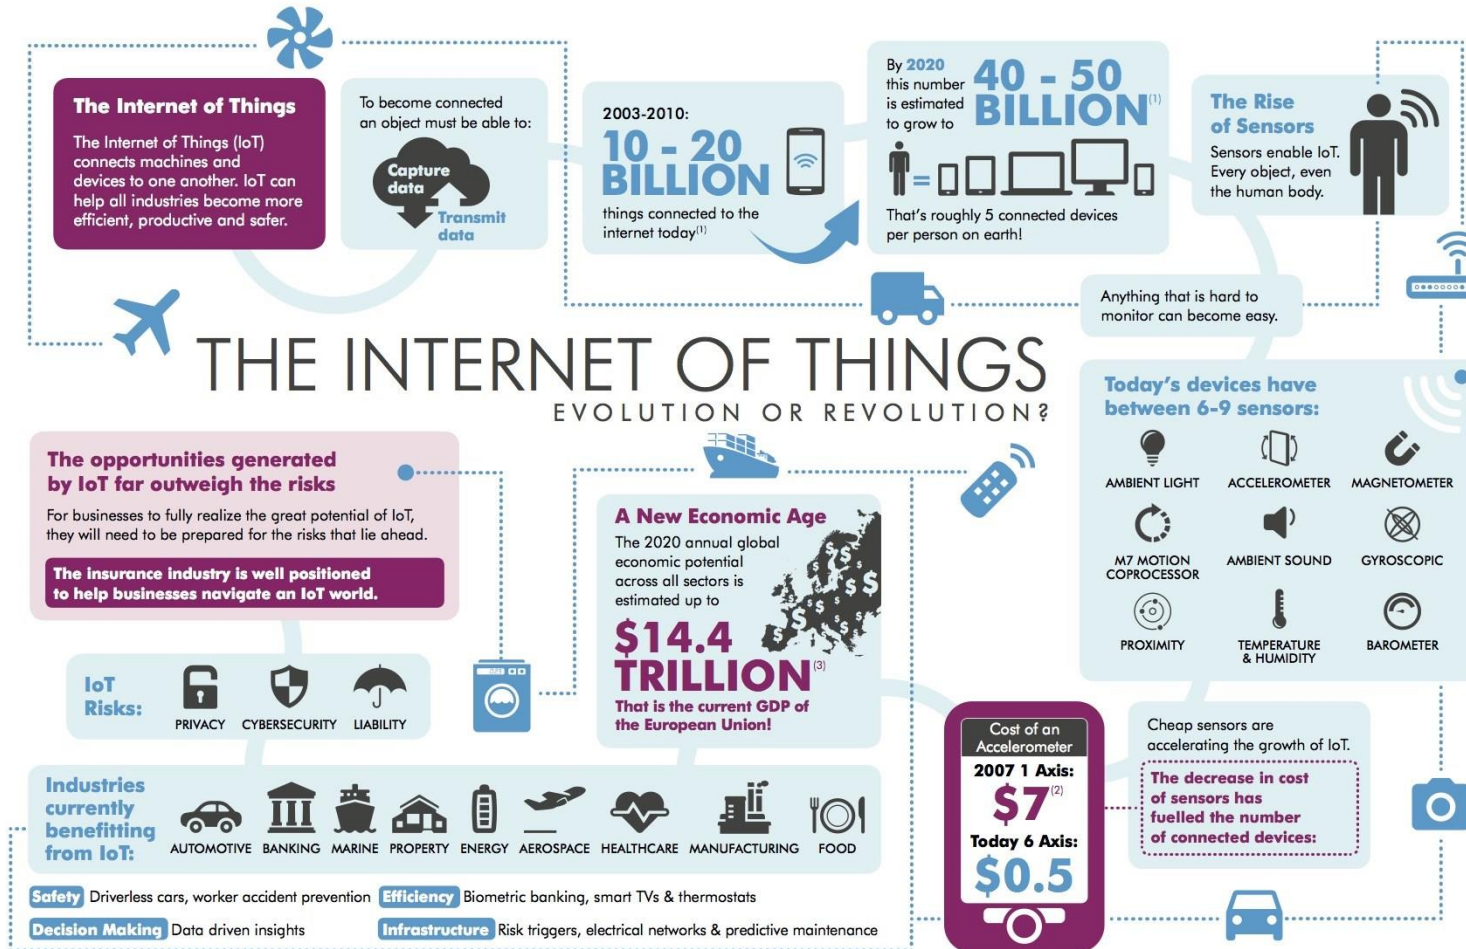 The Internet of Things
The Internet of Things (IoT)
connects machines and
devices to one another. IoT can
help all industries become more
efficient, productive and safer.
To become connected
an object must be able to:
Capture
data
Transmit
data
2003-2010:
10 - 20
BILLION
things connected to the
internet today(1)
By 2020
this number
is estimated
to grow to
40 - 50
BILLION(1)
That's roughly 5 connected devices
per person on earth!
The Rise
of Sensors
Sensors enable IoT.
Every object, even
the human body.
Anything that is hard to
monitor can become easy.
THE INTERNET OF THINGS
EVOLUTION OR REVOLUTION?
Today's devices have
between 6-9 sensors:
AMBIENT LIGHT
ACCELEROMETER
MAGNETOMETER
M7 MOTION
COPROCESSOR
AMBIENT SOUND
GYROSCOPIC
PROXIMITY
TEMPERATURE
& HUMIDITY
BAROMETER
The opportunities generated
by IoT far outweigh the risks
For businesses to fully realize the great potential of IoT,
they will need to be prepared for the risks that lie ahead.
The insurance industry is well positioned
to help businesses navigate an IoT world.
A New Economic Age
The 2020 annual global
economic potential
across all sectors is
estimated up to
$14.4
TRILLION(3)
That is the current GDP of
the European Union!
IoT
Risks:
PRIVACY
CYBERSECURITY
LIABILITY
Cost of an
Accelerometer
2007 1 Axis:
$7(2)
Today 6 Axis:
$0.5
Cheap sensors are
accelerating the growth of IoT.
The decrease in cost
of sensors has
fuelled the number
of connected devices:
Industries
currently
benefitting
from IoT:
AUTOMOTIVE
BANKING
MARINE
PROPERTY
ENERGY
AEROSPACE
HEALTHCARE
MANUFACTURING
FOOD
Safety Driverless cars, worker accident prevention
Efficiency Biometric banking, smart TVs & thermostats
Decision Making Data driven insights
Infrastructure Risk triggers, electrical networks & predictive maintenance